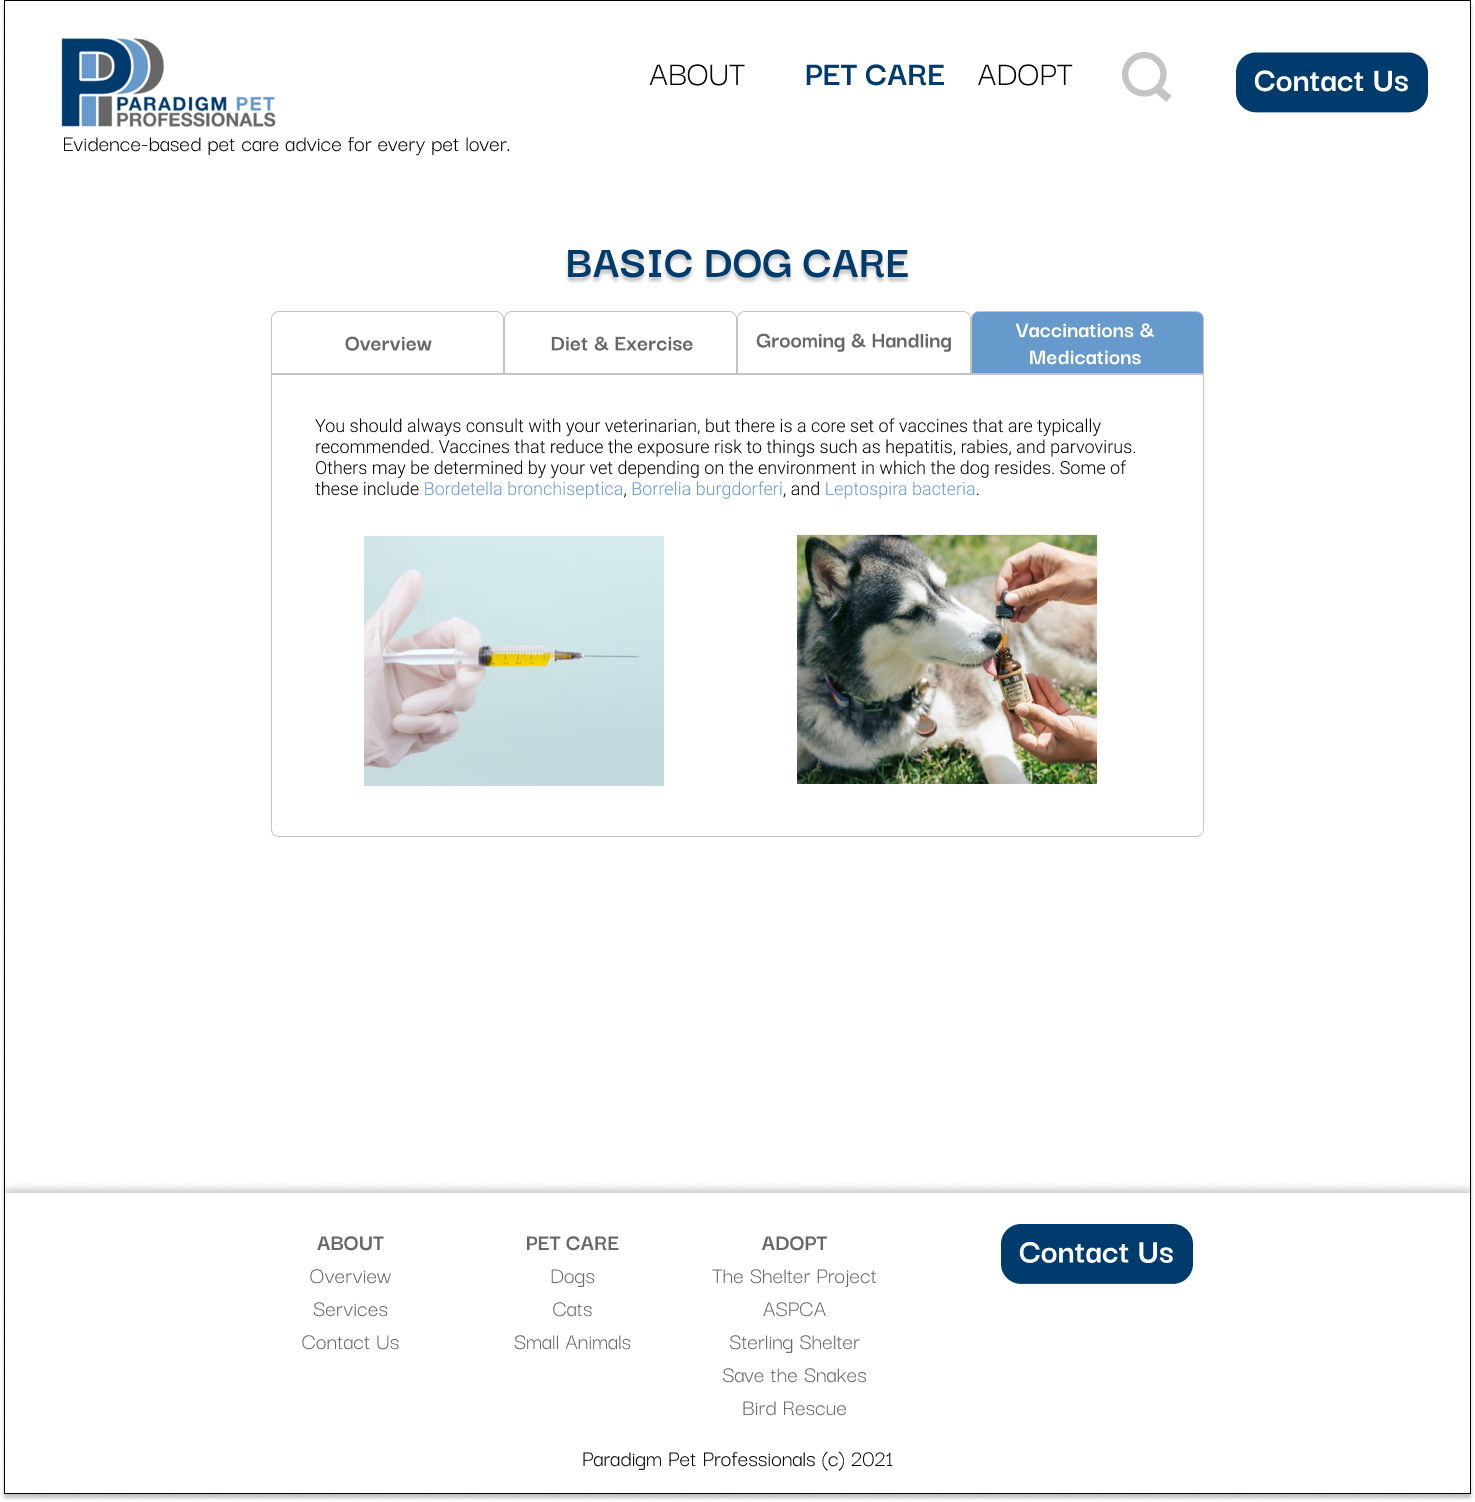 PARADIGM PET
PROFESSIONALS
Evidence-based pet care advice for every pet lover.
ABOUT
PET CARE
ADOPT
Contact Us
BASIC DOG CARE
Overview
Diet & Exercise
Grooming & Handling
Vaccinations &
Medications
You should always consult with your veterinarian, but there is a core set of vaccines that are typically
recommended. Vaccines that reduce the exposure risk to things such as hepatitis, rabies, and parvovirus.
Others may be determined by your vet depending on the environment in which the dog resides. Some of
these include Bordetella bronchiseptica, Borrelia burgdorferi, and Leptospira bacteria.
ABOUT
Overview
Services
Contact Us
PET CARE
Dogs
Cats
Small Animals
ADOPT
The Shelter Project
ASPCA
Sterling Shelter
Save the Snakes
Bird Rescue
Contact Us
Paradigm Pet Professionals (c) 2021